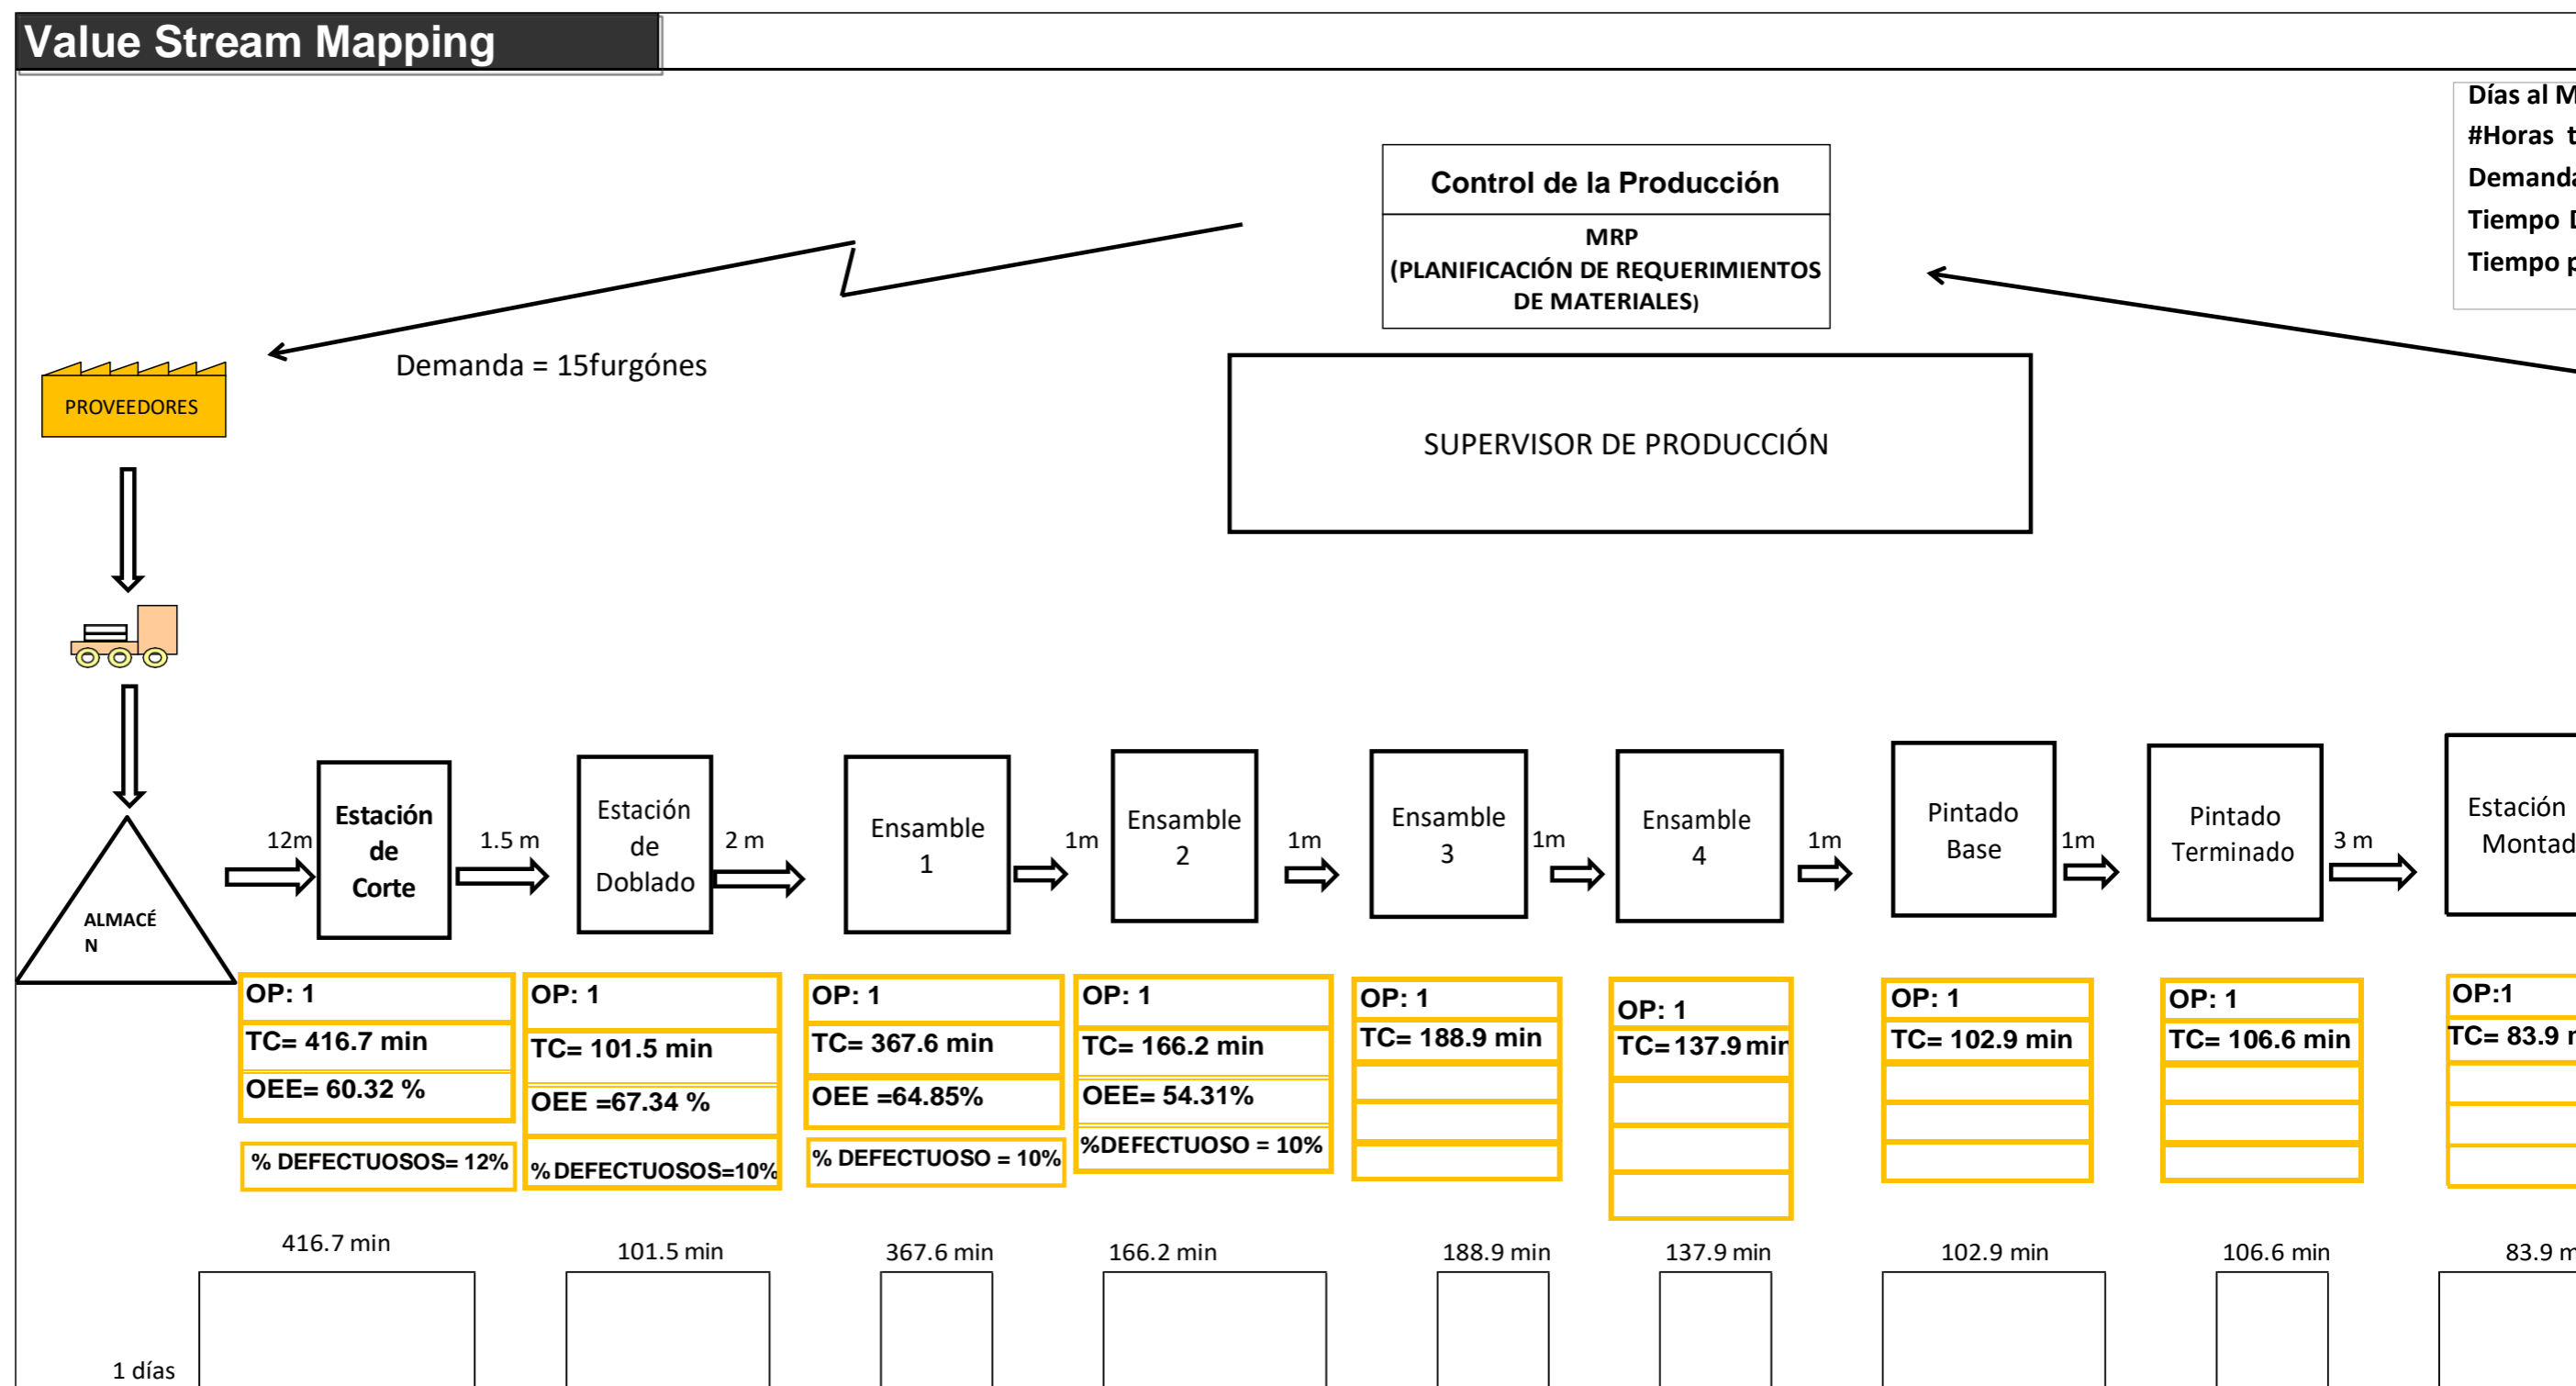 Value Stream Mapping
Días al M
#Horas t
Demanda
Tiempo
Tiempo p
Control de la Producción
MRP
(PLANIFICACIÓN DE REQUERIMIENTOS
DE MATERIALES)
Demanda = 15furgónes
PROVEEDORES
SUPERVISOR DE PRODUCCIÓN
ALMACÉ
N
12m
Estación
de
Corte
1.5 m
Estación
de
Doblado
2 m
Ensamble
1
1m
Ensamble
2
1m
Ensamble
3
1m
Ensamble
4
1m
Pintado
Base
1m
Pintado
Terminado
3 m
Estación
Montad
OP: 1
TC= 416.7 min
OEE= 60.32 %
% DEFECTUOSOS= 12%
OP: 1
TC= 101.5 min
OEE =67.34 %
% DEFECTUOSOS=10%
OP: 1
TC= 367.6 min
OEE =64.85%
% DEFECTUOSO = 10%
OP: 1
TC= 166.2 min
OEE= 54.31%
%DEFECTUOSO = 10%
OP: 1
TC= 188.9 min
OP: 1
TC=137.9 min
OP: 1
TC= 102.9 min
OP: 1
TC= 106.6 min
OP:1
TC= 83.9
416.7 min
101.5 min
367.6 min
166.2 min
188.9 min
137.9 min
102.9 min
106.6 min
83.9 m
1 días